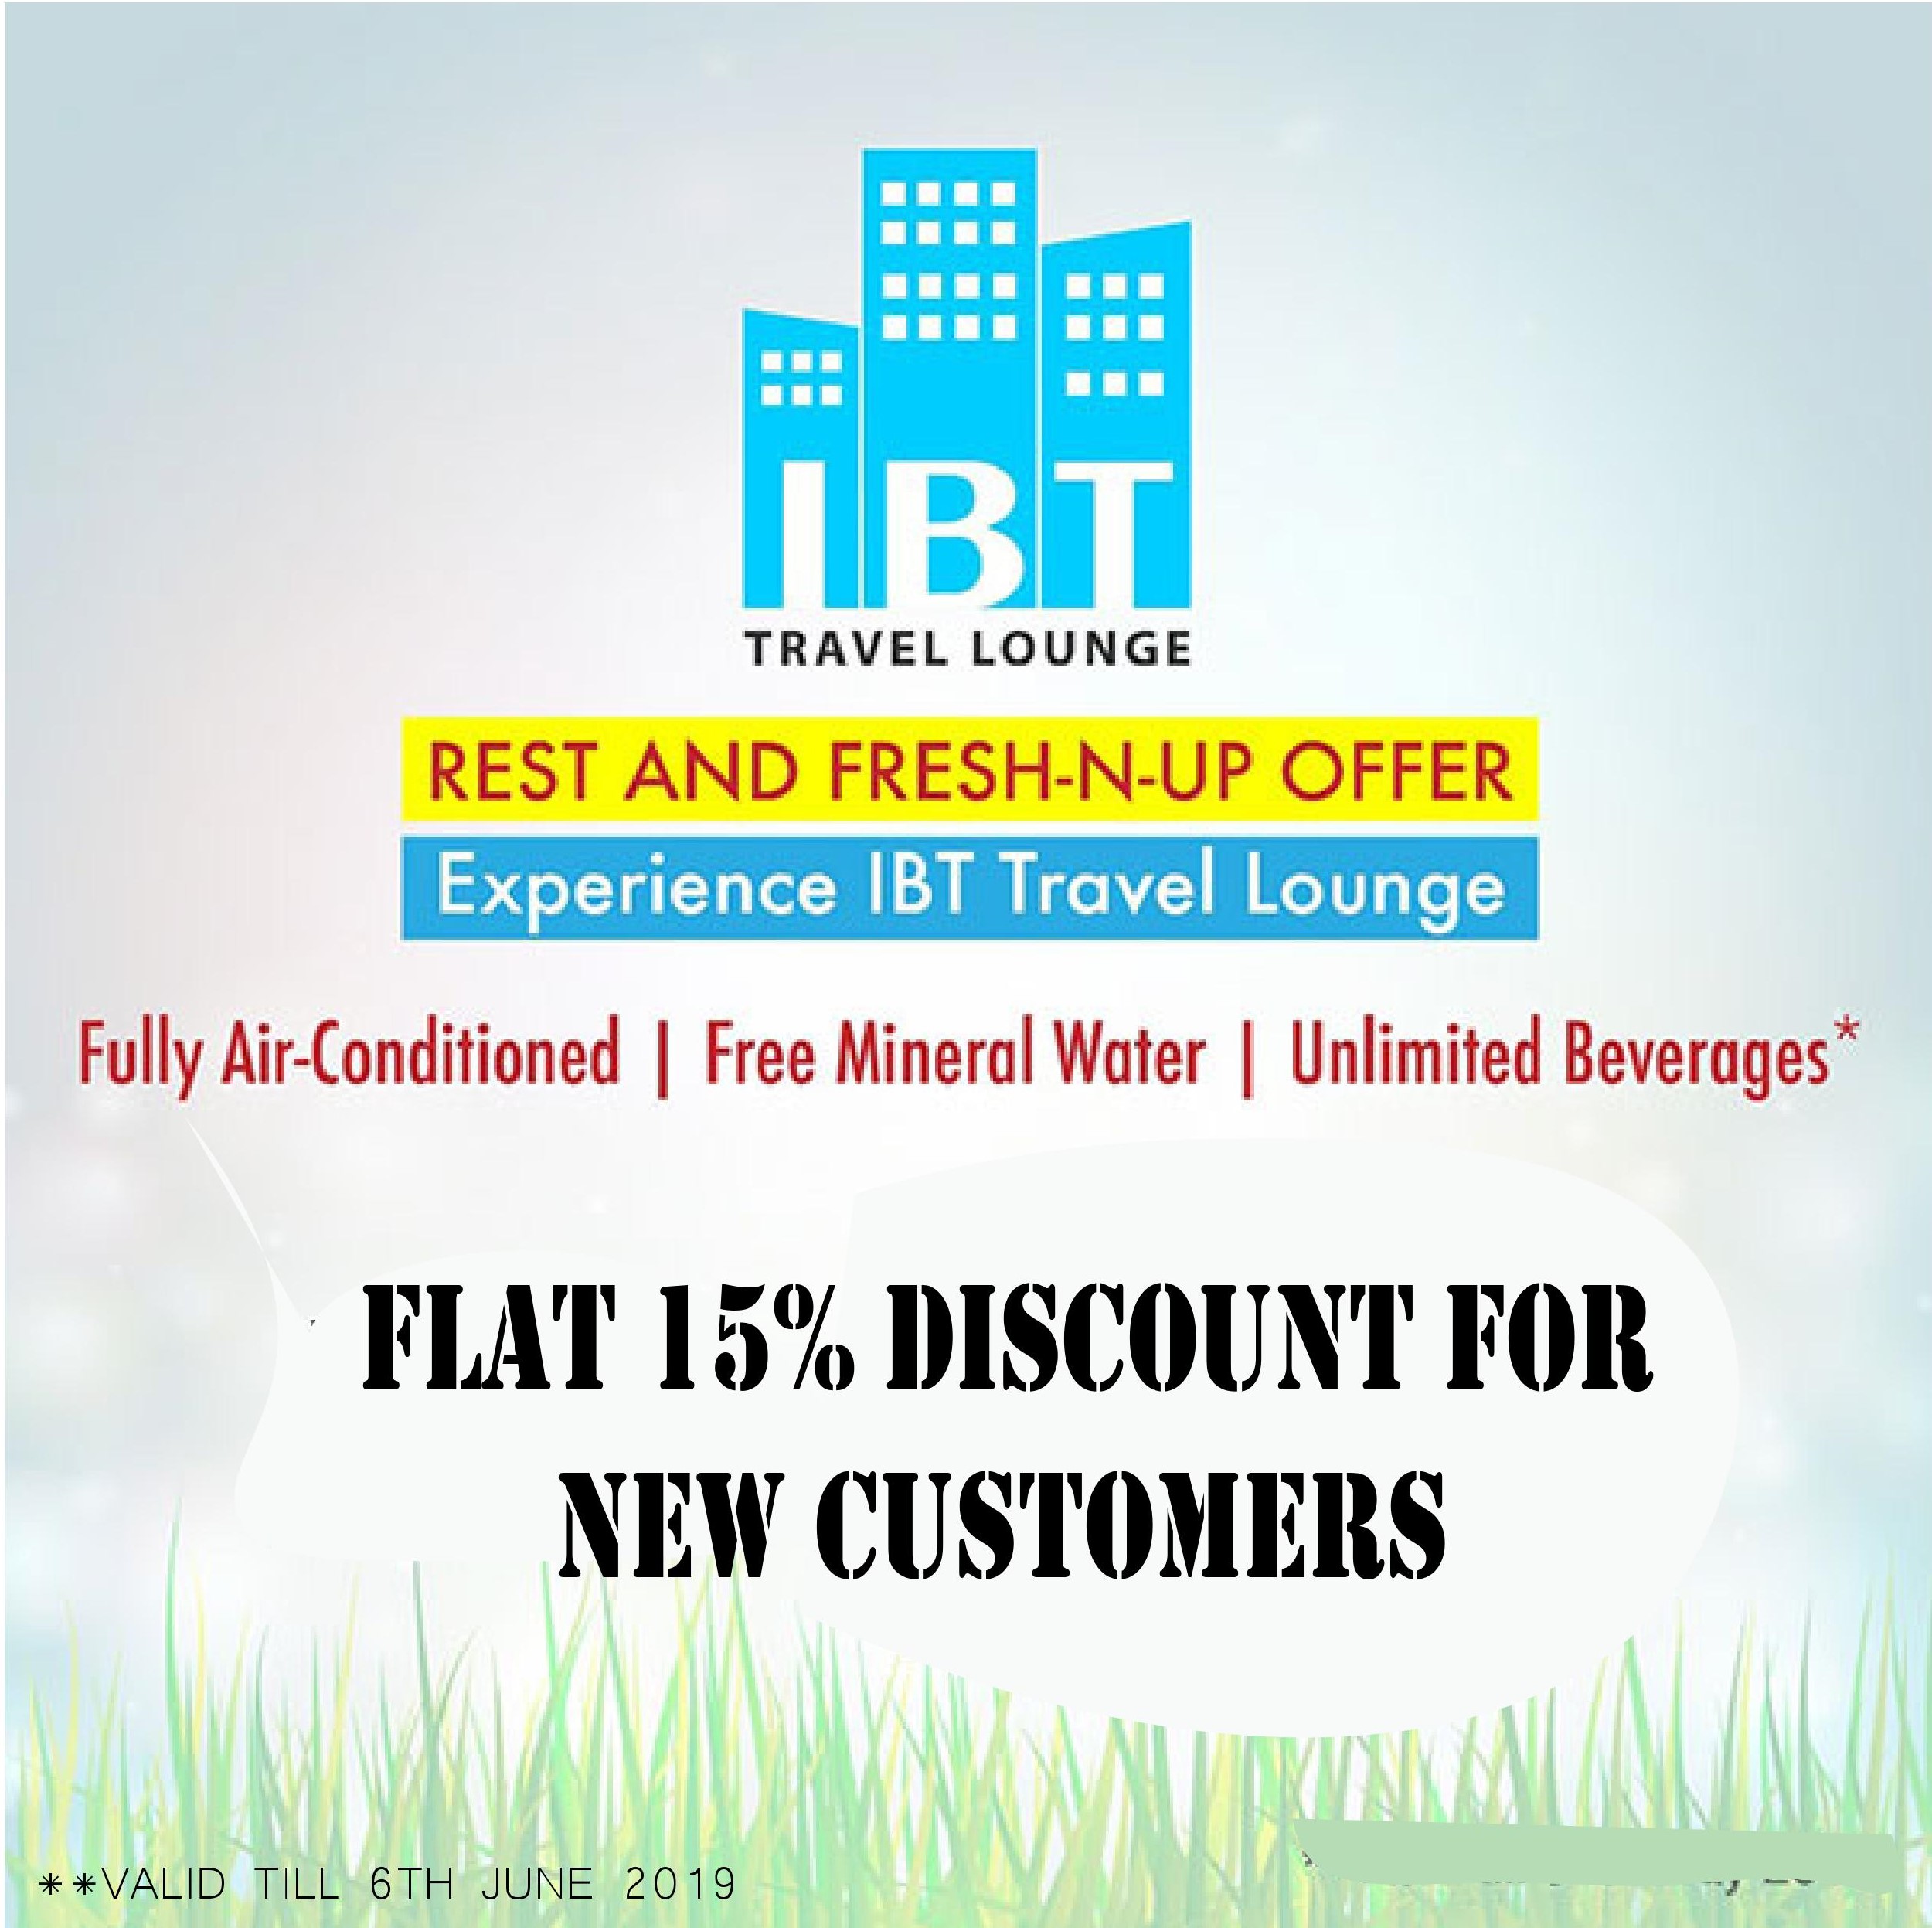 IBT
TRAVEL LOUNGE
REST AND FRESH-N-UP OFFER
Experience IBT Travel Lounge
Fully Air-Conditioned | Free Mineral Water | Unlimited Beverages*
FLAT 15% DISCOUNT FOR
NEW CUSTOMERS
**VALID TILL 6TH JUNE 2019